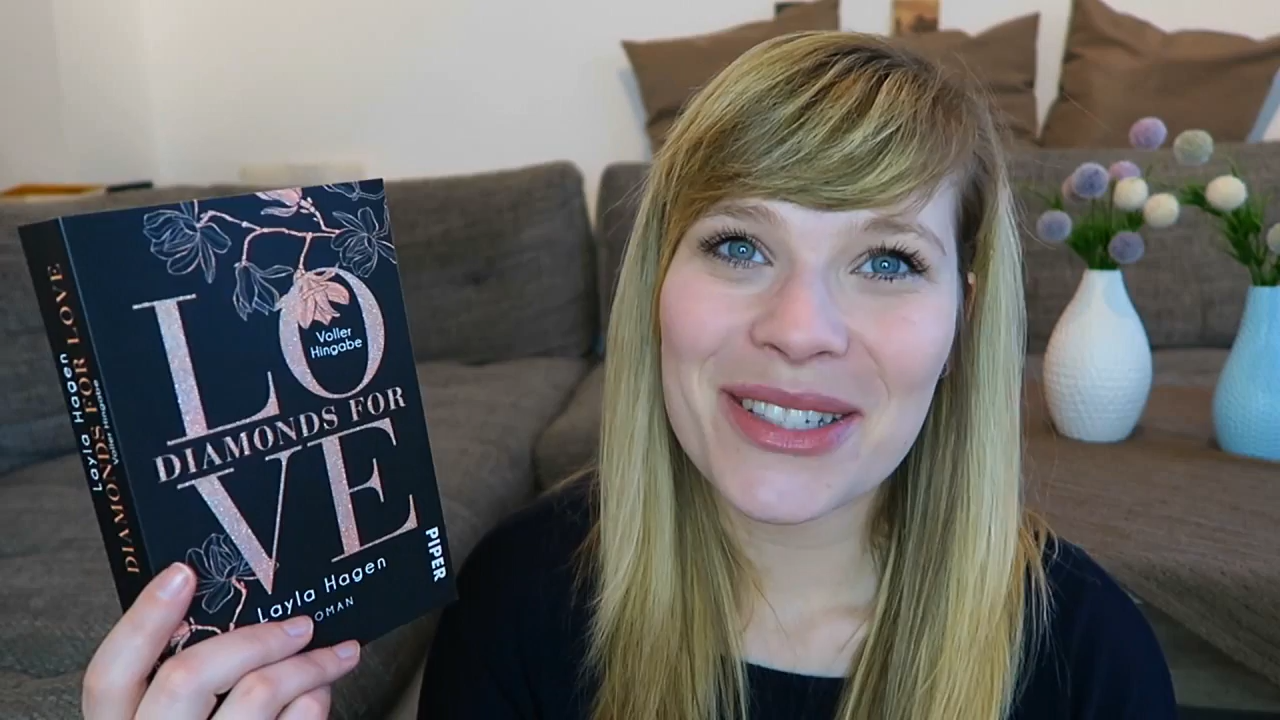 LO
Voller
Hingabe
DIAMONDS FOR
VE
Layla Hagen
OMAN
PIPER
Layla Hagen
DIAMONDS FOR LOVE
Voller Hingabe